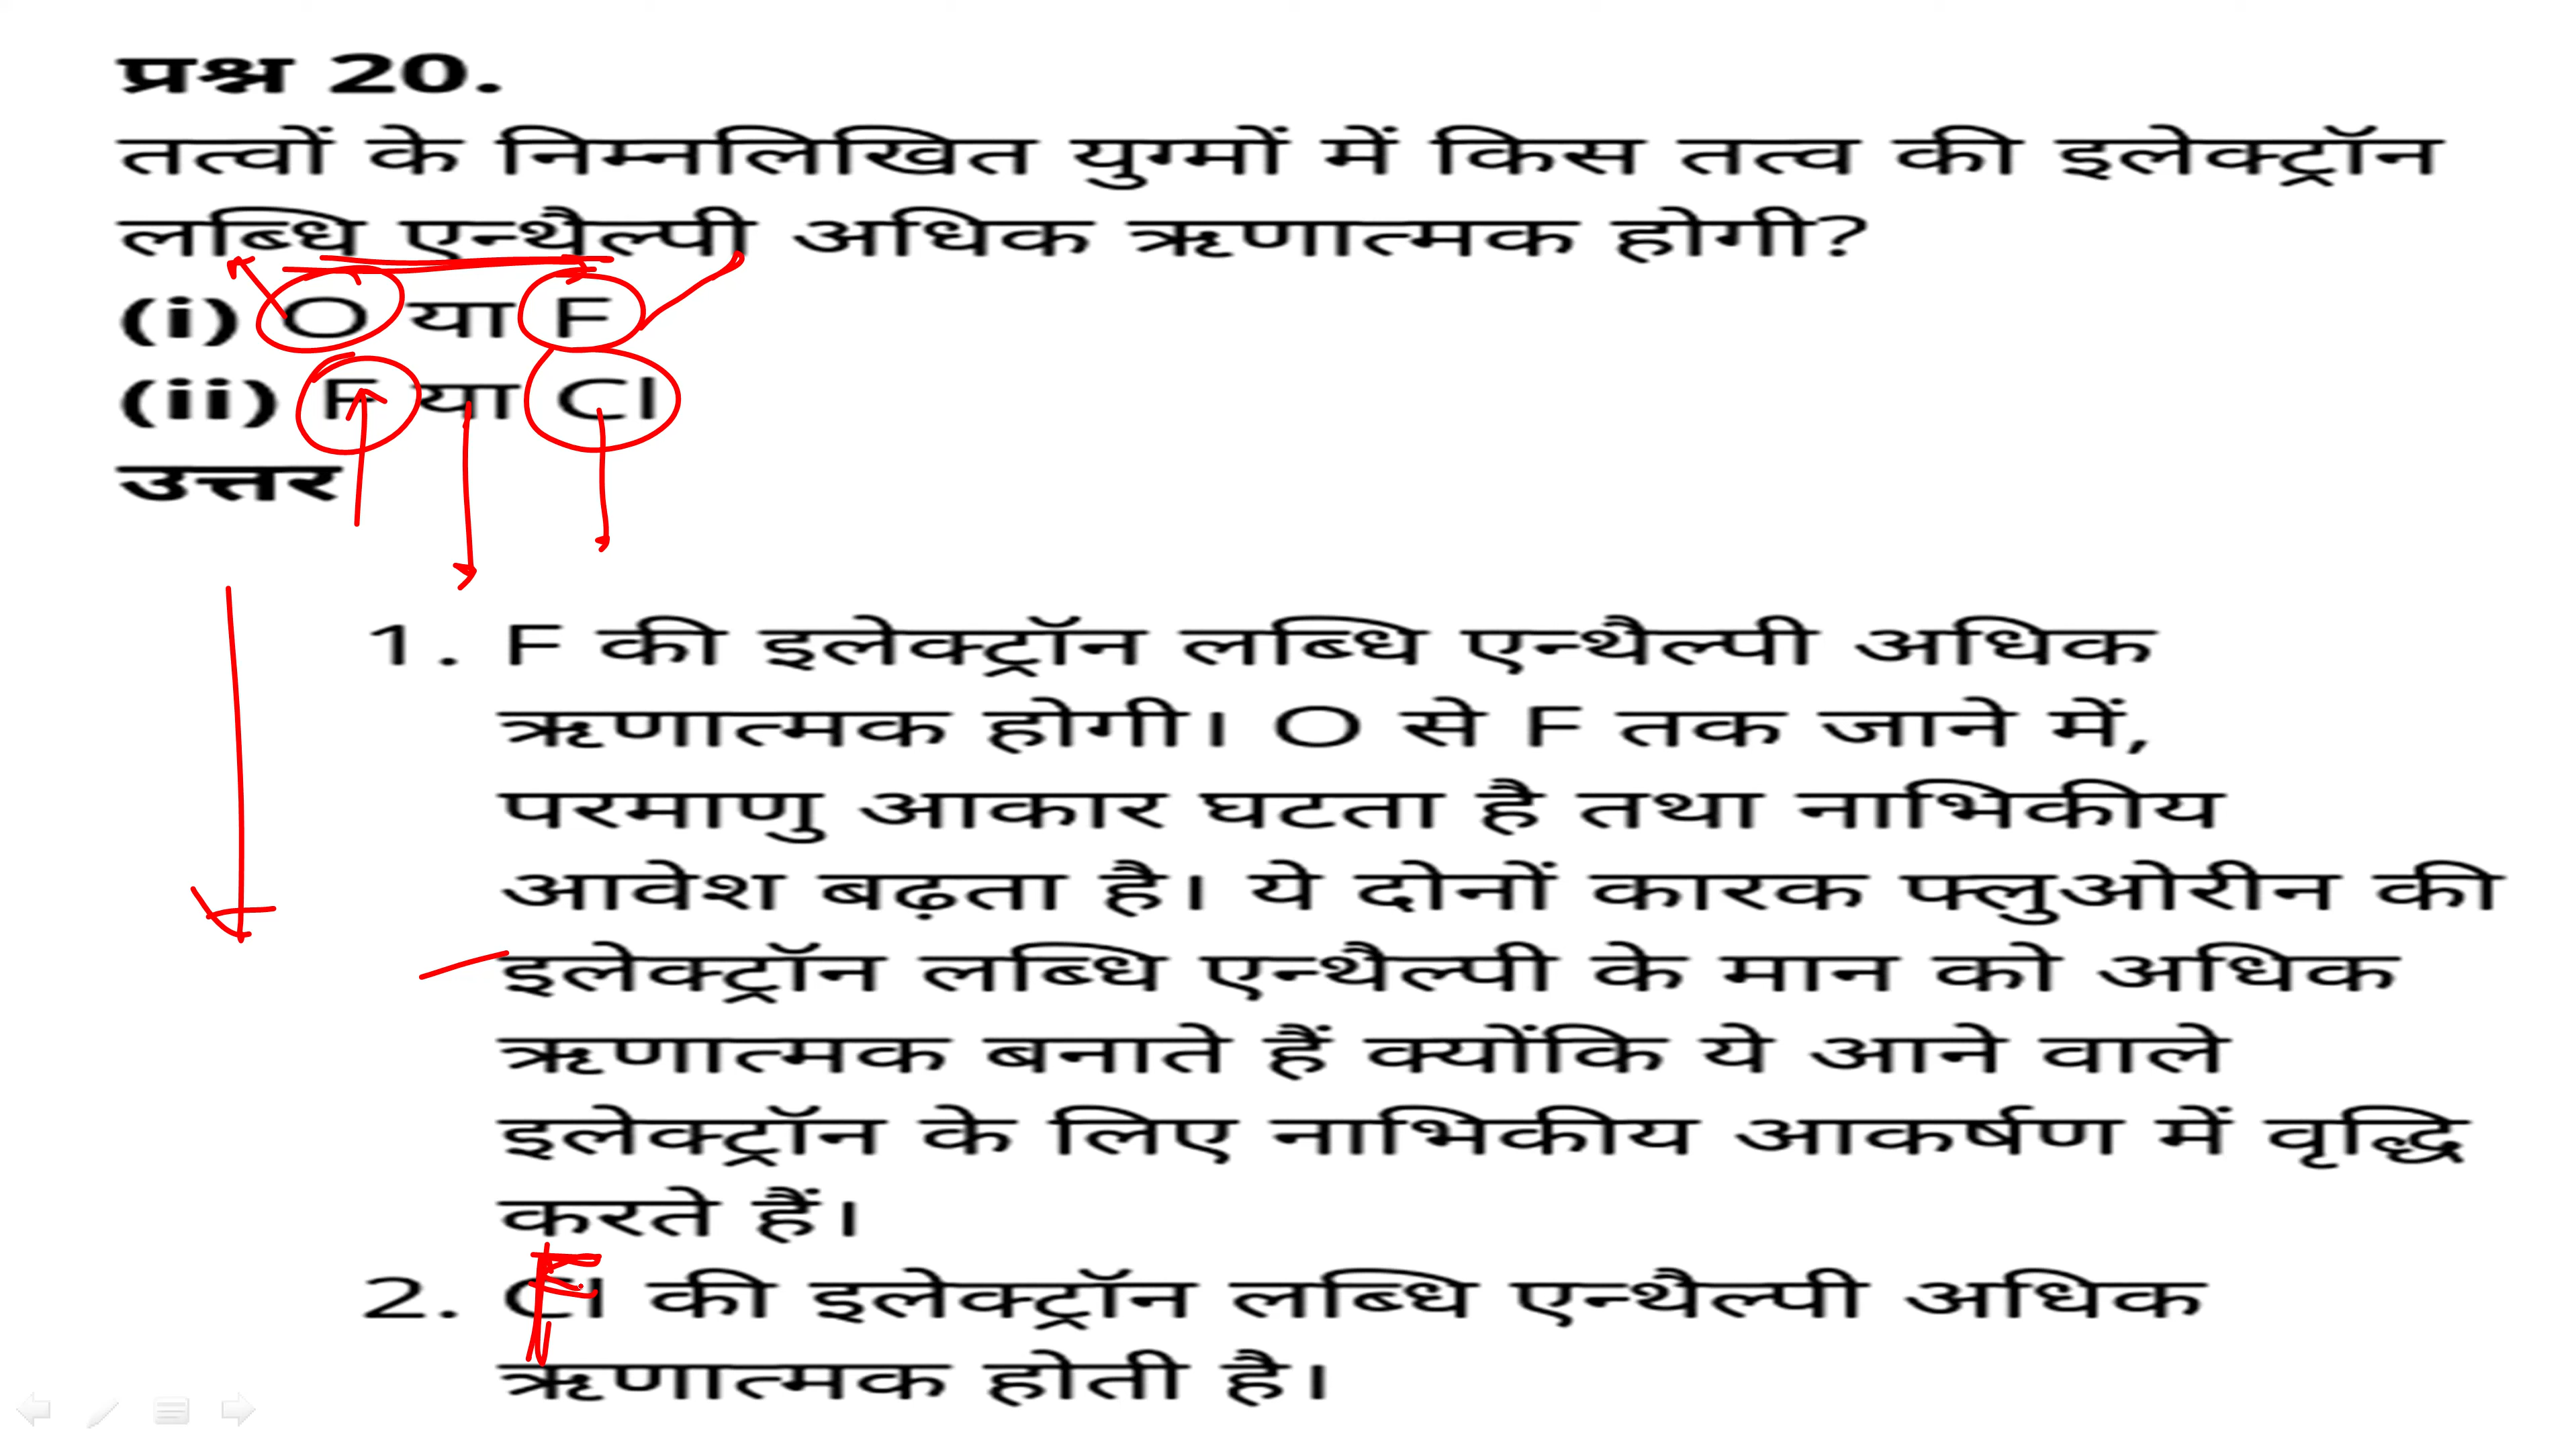 प्रश्न 20.
तत्वों के निम्नलिखित युग्मों में किस तत्व की इलेक्ट्रॉन
लब्धि एन्थैल्पी अधिक ऋणात्मक होगी?
(i) O या F
(ii) F या Cl
उत्तर
1. F की इलेक्ट्रॉन लब्धि एन्थैल्पी अधिक
ऋणात्मक होगी। O से F तक जाने में,
परमाणु आकार घटता है तथा नाभिकीय
आवेश बढ़ता है। ये दोनों कारक फ्लुओरीन की
इलेक्ट्रॉन लब्धि एन्थैल्पी के मान को अधिक
ऋणात्मक बनाते हैं क्योंकि ये आने वाले
इलेक्ट्रॉन के लिए नाभिकीय आकर्षण में वृद्धि
करते हैं।
F
2. Cl की इलेक्ट्रॉन लब्धि एन्थैल्पी अधिक
ऋणात्मक होती है।